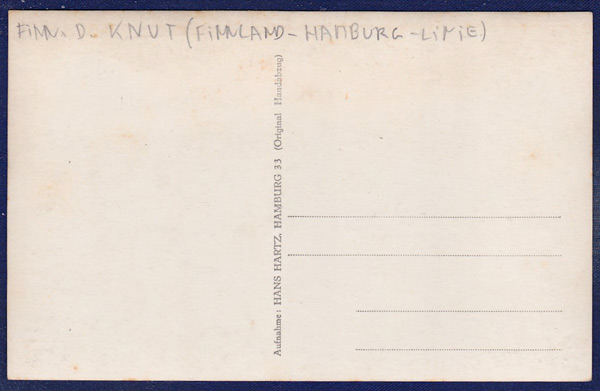 FINN. D. KNUT (FINNLAND-HAMBURG-LINIE)
Aufnahme: HANS HARTZ, HAMBURG 33 (Original Handabzug)